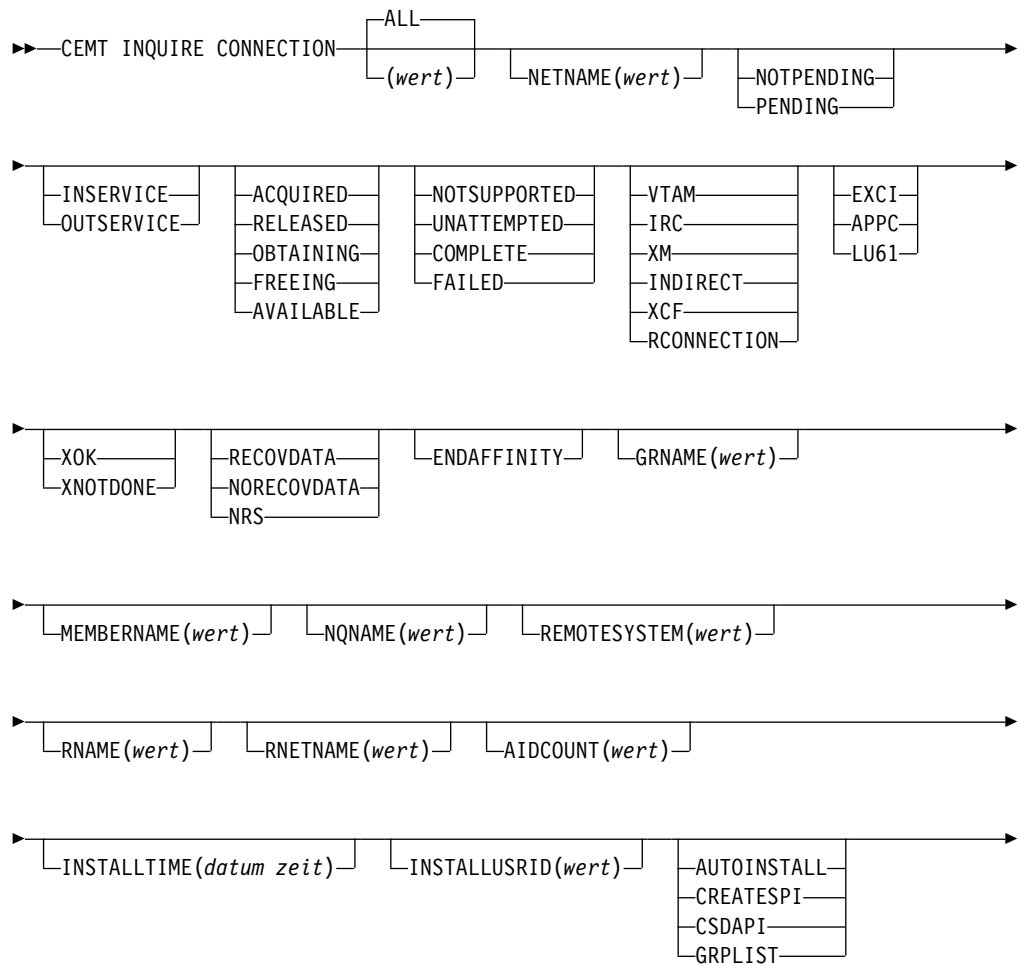 ALL
CEMT INQUIRE CONNECTION
(wert)
NETNAME(wert)
NOTPENDING
PENDING
INSERVICE
OUTSERVICE
ACQUIRED
RELEASED
OBTAINING
FREEING
AVAILABLE
NOTSUPPORTED
UNATTEMPTED
COMPLETE
FAILED
VTAM
IRC
XM
INDIRECT
XCF
RCONNECTION
EXCI
APPC
LU61
XOK
XNOTDONE
RECOVDATA
NORECOVDATA
NRS
ENDAFFINITY
GRNAME(wert)
MEMBERNAME(wert)
NQNAME(wert)
REMOTESYSTEM(wert)
RNAME(wert)
RNETNAME(wert)
AIDCOUNT(wert)
INSTALLTIME(datum zeit)
INSTALLUSRID(wert)
AUTOINSTALL
CREATESPI
CSDAPI
GRPLIST